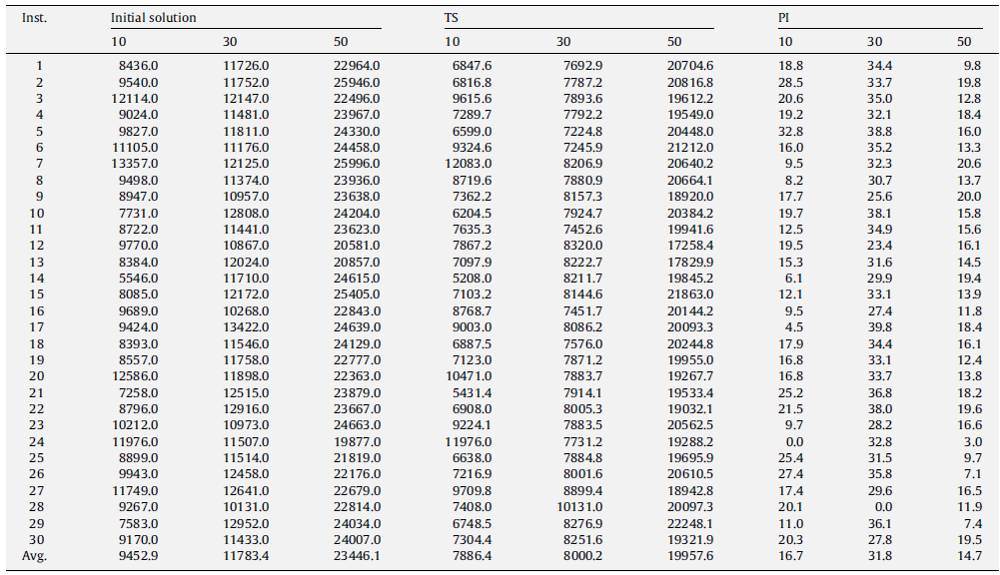 Inst. Initial solution TS PI
10 30 50 10 30 50 10 30 50
1 8436.0 11726.0 22964.0 6847.6 7692.9 20704.6 18.8 34.4 9.8
2 9540.0 11752.0 25946.0 6816.8 7787.2 20816.8 28.5 33.7 19.8
3 12114.0 12147.0 22496.0 9615.6 7893.6 19612.2 20.6 35.0 12.8
4 9024.0 11481.0 23967.0 7289.7 7792.2 19549.0 19.2 32.1 18.4
5 9827.0 11811.0 24330.0 6599.0 7224.8 20448.0 32.8 38.8 16.0
6 11105.0 11176.0 24458.0 9324.6 7245.9 21212.0 16.0 35.2 13.3
7 13357.0 12125.0 25996.0 12083.0 8206.9 20640.2 9.5 32.3 20.6
8 9498.0 11374.0 23936.0 8719.6 7880.9 20664.1 8.2 30.7 13.7
9 8947.0 10957.0 23638.0 7362.2 8157.3 18920.0 17.7 25.6 20.0
10 7731.0 12808.0 24204.0 6204.5 7924.7 20384.2 19.7 38.1 15.8
11 8722.0 11441.0 23623.0 7635.3 7452.6 19941.6 12.5 34.9 15.6
12 9770.0 10867.0 20581.0 7867.2 8320.0 17258.4 19.5 23.4 16.1
13 8384.0 12024.0 20857.0 7097.9 8222.7 17829.9 15.3 31.6 14.5
14 5546.0 11710.0 24615.0 5208.0 8211.7 19845.2 6.1 29.9 19.4
15 8085.0 12172.0 25405.0 7103.2 8144.6 21863.0 12.1 33.1 13.9
16 9689.0 10268.0 22843.0 8768.7 7451.7 20144.2 9.5 27.4 11.8
17 9424.0 13422.0 24639.0 9003.0 8086.2 20093.3 4.5 39.8 18.4
18 8393.0 11546.0 24129.0 6887.5 7576.0 20244.8 17.9 34.4 16.1
19 8557.0 11758.0 22777.0 7123.0 7871.2 19955.0 16.8 33.1 12.4
20 12586.0 11898.0 22363.0 10471.0 7883.7 19267.7 16.8 33.7 13.8
21 7258.0 12515.0 23879.0 5431.4 7914.1 19533.4 25.2 36.8 18.2
22 8796.0 12916.0 23667.0 6908.0 8005.3 19032.1 21.5 38.0 19.6
23 10212.0 10973.0 24663.0 9224.1 7883.5 20562.5 9.7 28.2 16.6
24 11976.0 11507.0 19877.0 11976.0 7731.2 19288.2 0.0 32.8 3.0
25 8899.0 11514.0 21819.0 6638.0 7884.8 19695.9 25.4 31.5 9.7
26 9943.0 12458.0 22176.0 7216.9 8001.6 20610.5 27.4 35.8 7.1
27 11749.0 12641.0 22679.0 9709.8 8899.4 18942.8 17.4 29.6 16.5
28 9267.0 10131.0 22814.0 7408.0 10131.0 20097.3 20.1 0.0 11.9
29 7583.0 12952.0 24034.0 6748.5 8276.9 22248.1 11.0 36.1 7.4
30 9170.0 11433.0 24007.0 7304.4 8251.6 19321.9 20.3 27.8 19.5
Avg. 9452.9 11783.4 23446.1 7886.4 8000.2 19957.6 16.7 31.8 14.7